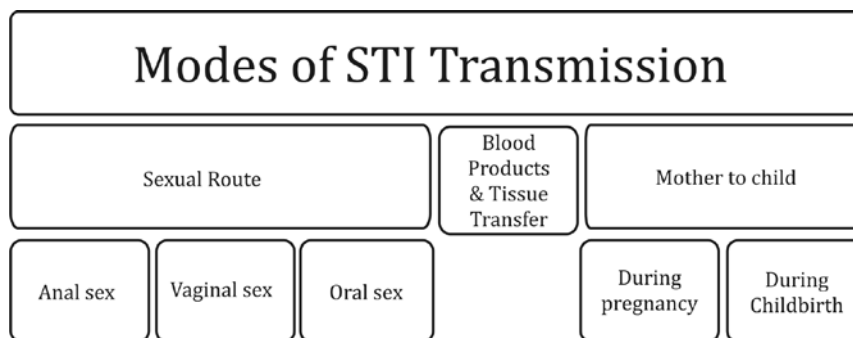 Modes of STI Transmission
Sexual Route
Blood
Products
& Tissue
Transfer
Mother to child
Anal sex
Vaginal sex
Oral sex
During
pregnancy
During
Childbirth